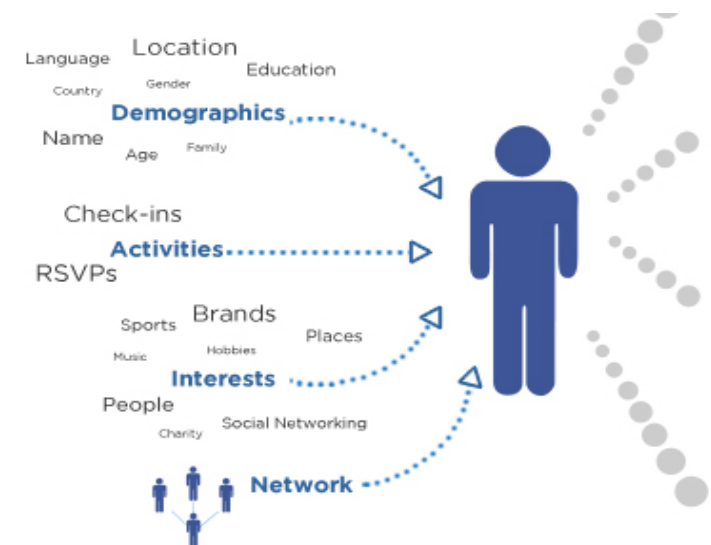 Location
Language
Education
Gender
Country
Demographics
Name
Family
Age
Check-ins
Activities
RSVPs
Brands
Sports
Places
Hobbies
Music
Interests
People
Social Networking
Charity
Network